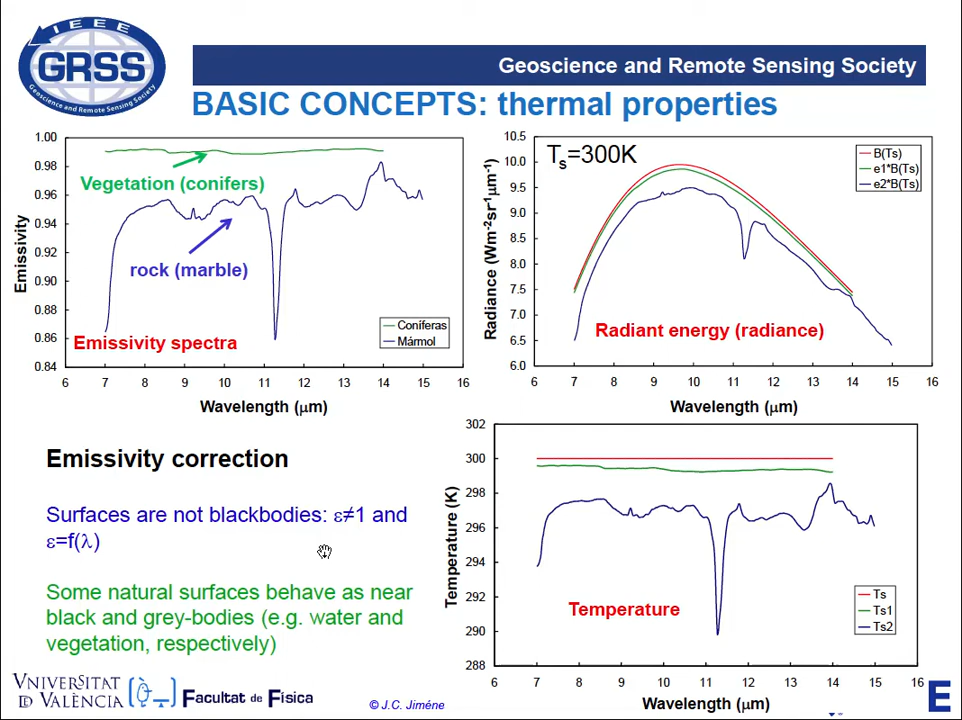 IEEE
GRSS
Geoscience and Remote Sensing Society
Geoscience and Remote Sensing Society
BASIC CONCEPTS: thermal properties
1.00
0.98
0.96
0.94
0.92
0.90
0.88
0.86
0.84
Emissivity
Vegetation (conifers)
rock (marble)
Emissivity spectra
Coníferas
Mármol
6 7 8 9 10 11 12 13 14 15 16
Wavelength (μm)
10.5
10.0
9.5
9.0
8.5
8.0
7.5
7.0
6.5
6.0
Radiance (Wm-2sr-1μm-1)
Ts=300K
B(Ts)
e1*B(Ts)
e2*B(Ts)
Radiant energy (radiance)
6 7 8 9 10 11 12 13 14 15 16
Wavelength (μm)
Emissivity correction
Surfaces are not blackbodies: ε≠1 and
ε=f(λ)
Some natural surfaces behave as near
black and grey-bodies (e.g. water and
vegetation, respectively)
302
300
298
296
294
292
290
288
Temperature (K)
Temperature
Ts
Ts1
Ts2
6 7 8 9 10 11 12 13 14 15 16
Wavelength (μm)
VNIVERSITAT
DE VALÈNCIA
Facultat de Física
© J.C. Jiméne
E